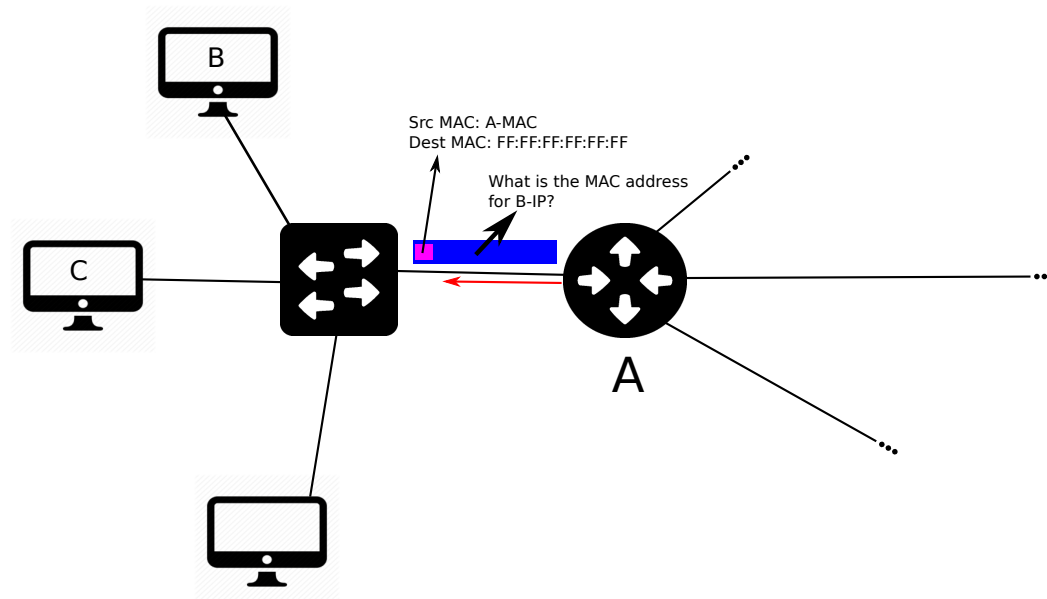 B
Src MAC: A-MAC
Dest MAC: FF:FF:FF:FF:FF:FF
What is the MAC address
for B-IP?
C
A